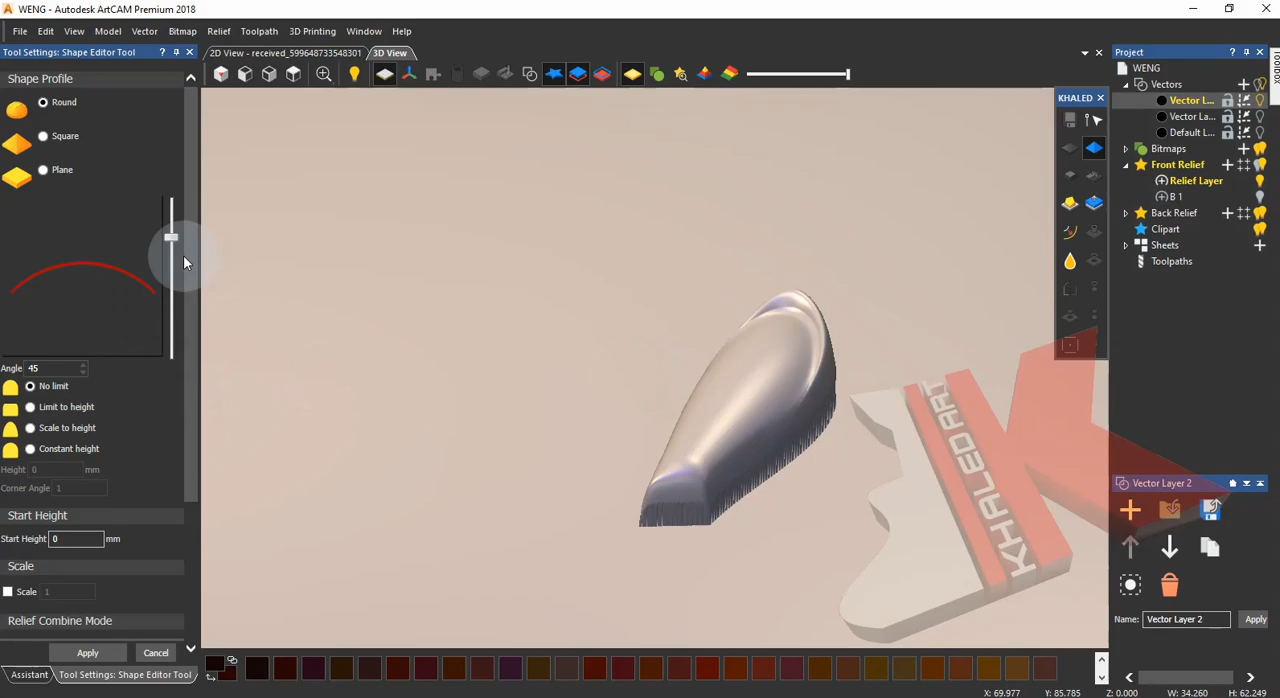 WENG - Autodesk ArtCAM Premium 2018
File Edit View Model Vector Bitmap Relief Toolpath 3D Printing Window Help
Tool Settings: Shape Editor Tool
2D View - received_599648733548301
3D View
Shape Profile
Round
Square
Plane
Angle 45
No limit
Limit to height
Scale to height
Constant height
Height 0 mm
Corner Angle 1
Start Height
Start Height 0 mm
Scale
Scale 1
Relief Combine Mode
Apply Cancel
Assistant Tool Settings: Shape Editor Tool
KHALED
KHALED ART
Project
Toolbox
WENG
Vectors
Vector L...
Vector La...
Default L...
Bitmaps
Front Relief
Relief Layer
B 1
Back Relief
Clipart
Sheets
Toolpaths
Vector Layer 2
Name: Vector Layer 2 Apply
X: 69.977 Y: 85.785 Z: 0.000 W: 34.260 H: 62.249